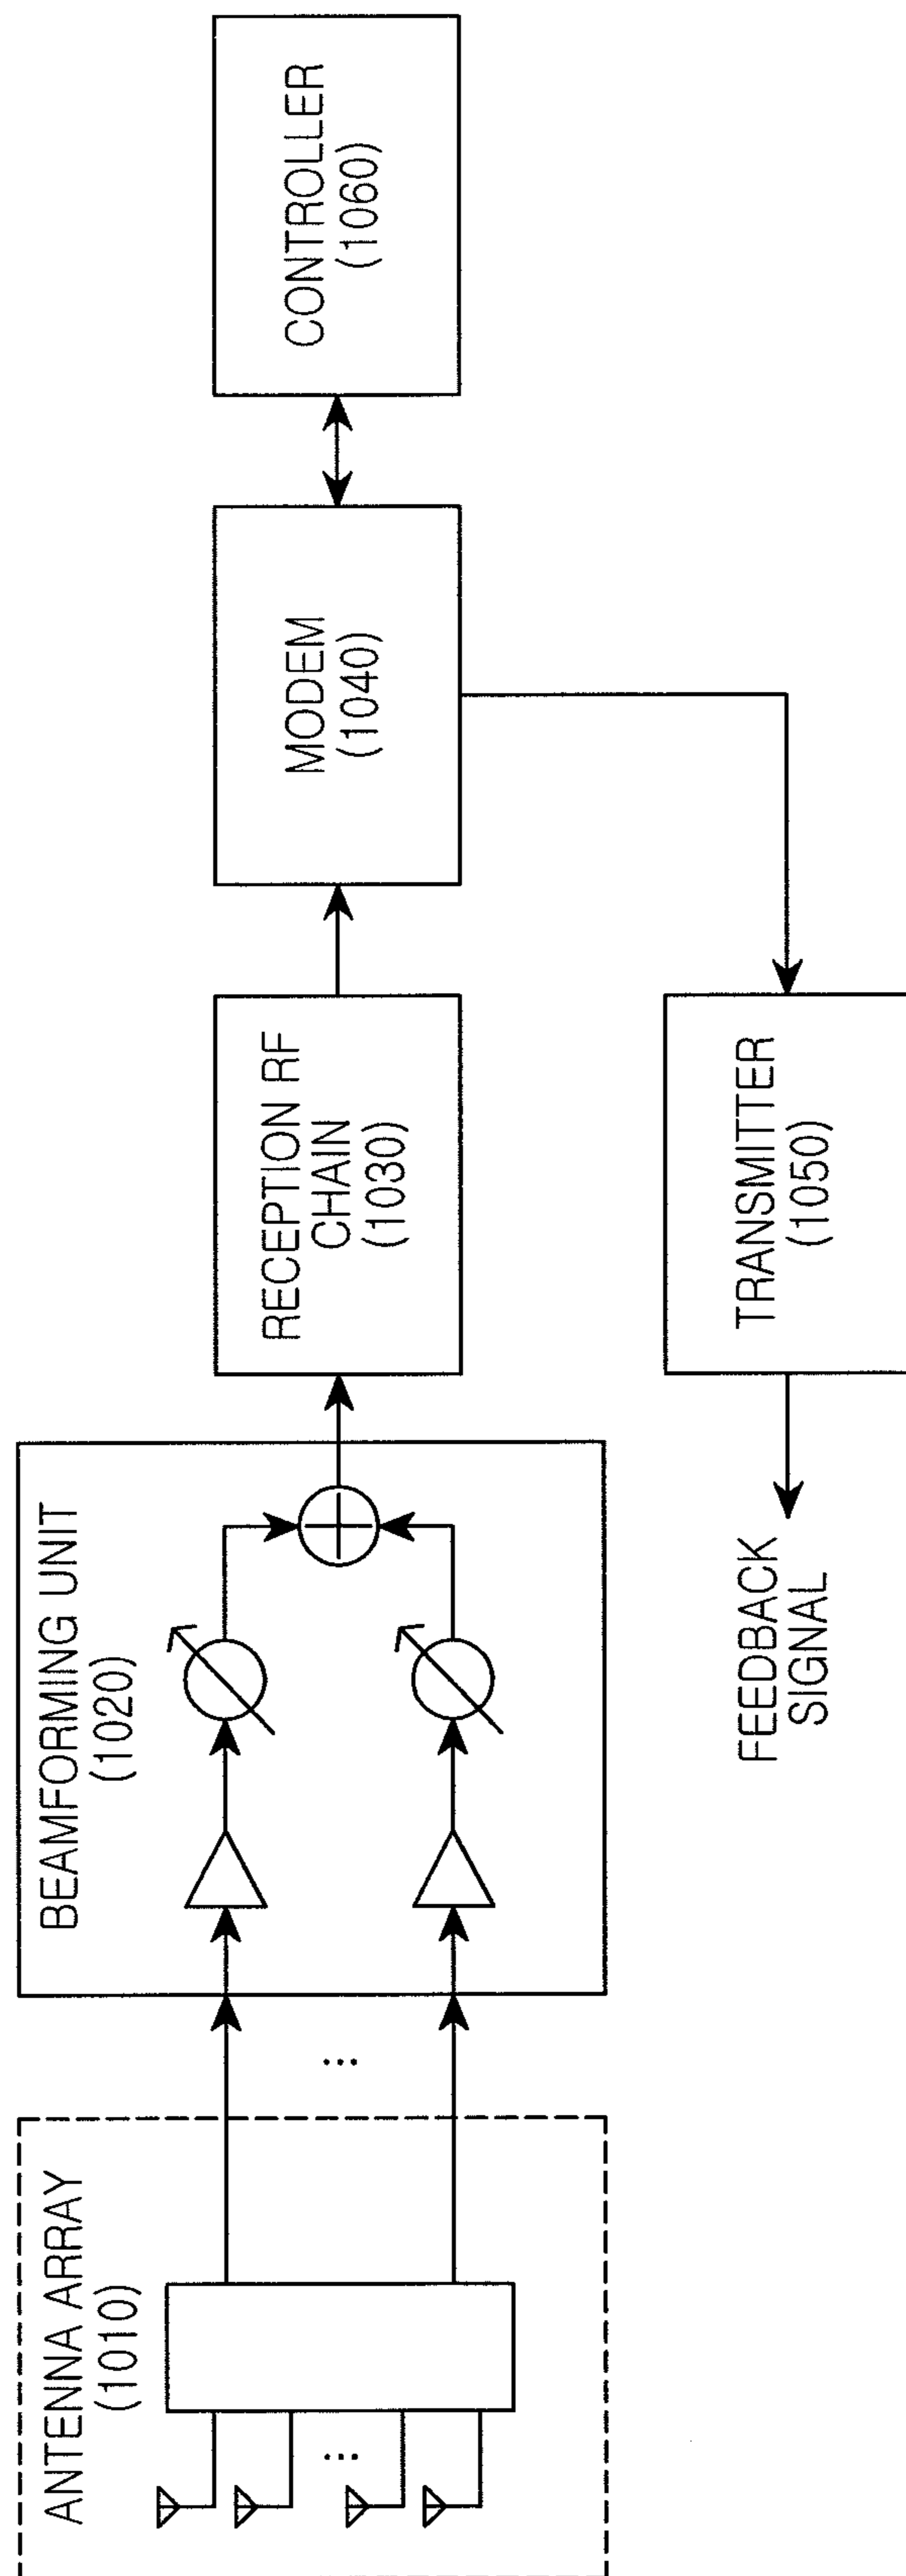 ANTENNA ARRAY
(1010)
...
...
BEAMFORMING UNIT
(1020)
RECEPTION RF
CHAIN
(1030)
MODEM
(1040)
CONTROLLER
(1060)
TRANSMITTER
(1050)
FEEDBACK
SIGNAL